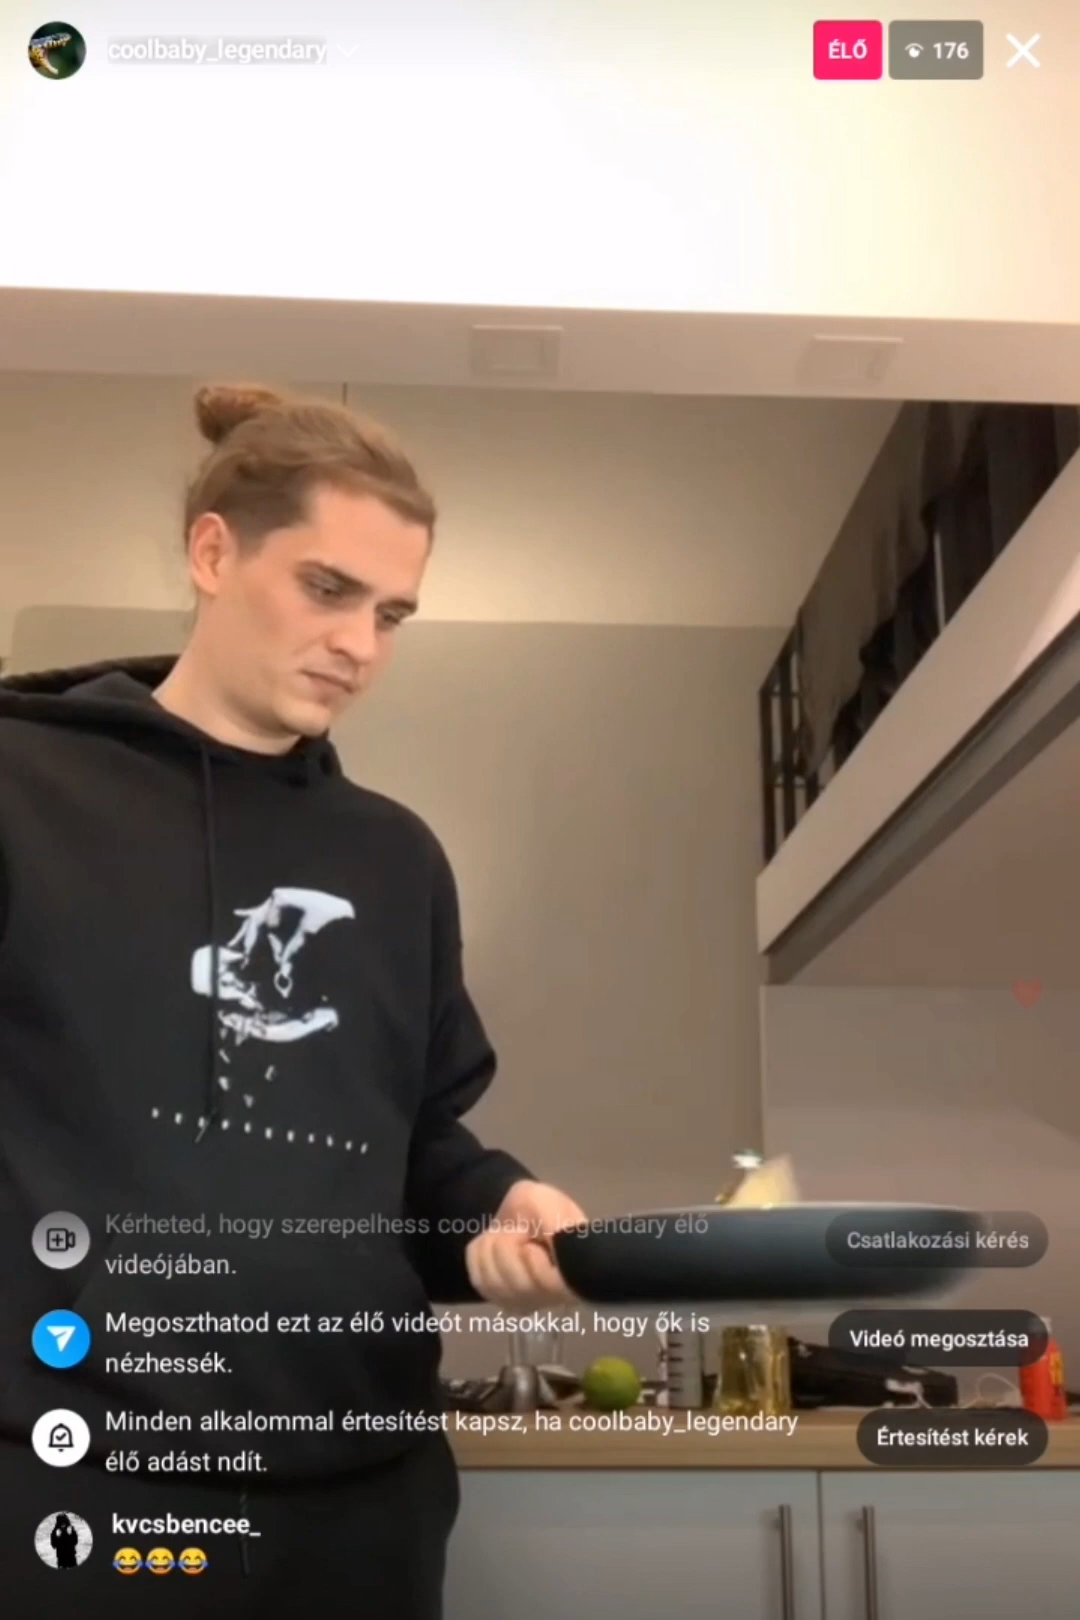 coolbaby_legendary
ÉLŐ
176
Kérheted, hogy szerepelhess coolbaby_legendary élő
videójában.
Csatlakozási kérés
Megoszthatod ezt az élő videót másokkal, hogy ők is
nézhessék.
Videó megosztása
Minden alkalommal értesítést kapsz, ha coolbaby_legendary
élő adást ndít.
Értesítést kérek
kvcsbencee_
😂😂😂